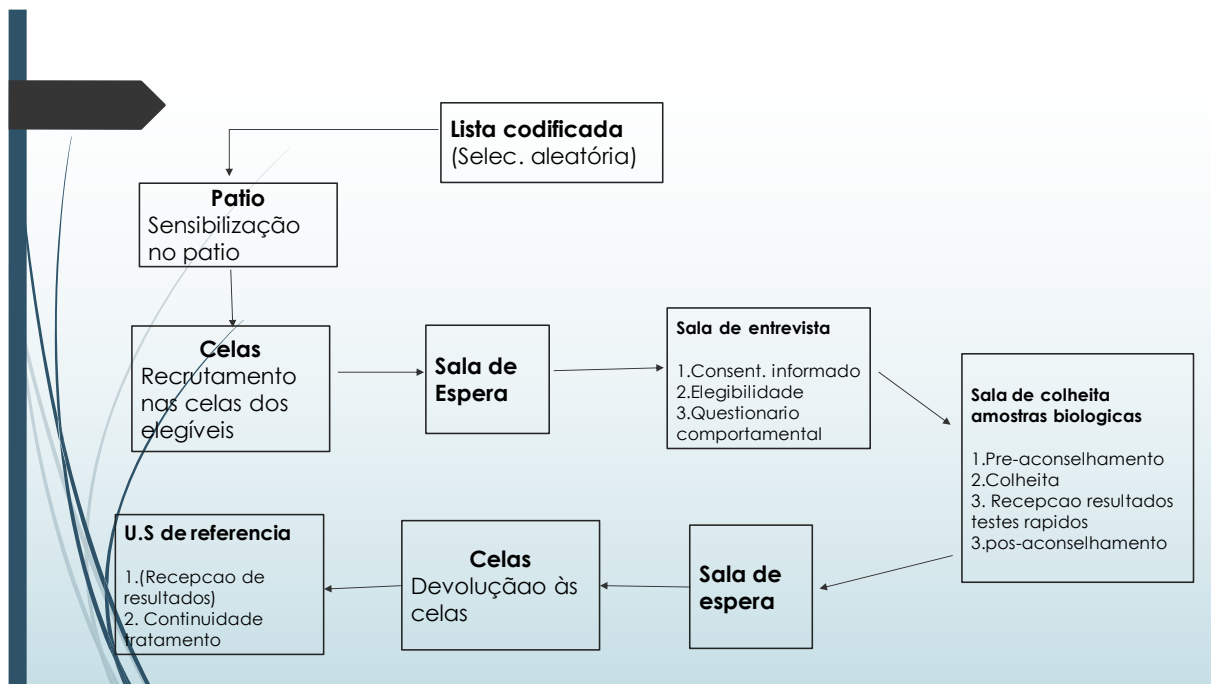 Lista codificada
(Selec. aleatória)
Patio
Sensibilização
no patio
Celas
Recrutamento
nas celas dos
elegíveis
Sala de
Espera
Sala de entrevista
1.Consent. informado
2.Elegibilidade
3.Questionario
comportamental
Sala de colheita
amostras biologicas
1.Pre-aconselhamento
2.Colheita
3. Recepcao resultados
testes rapidos
3.pos-aconselhamento
Sala de
espera
Celas
Devoluçãao às
celas
U.S de referencia
1.(Recepcao de
resultados)
2. Continuidade
tratamento